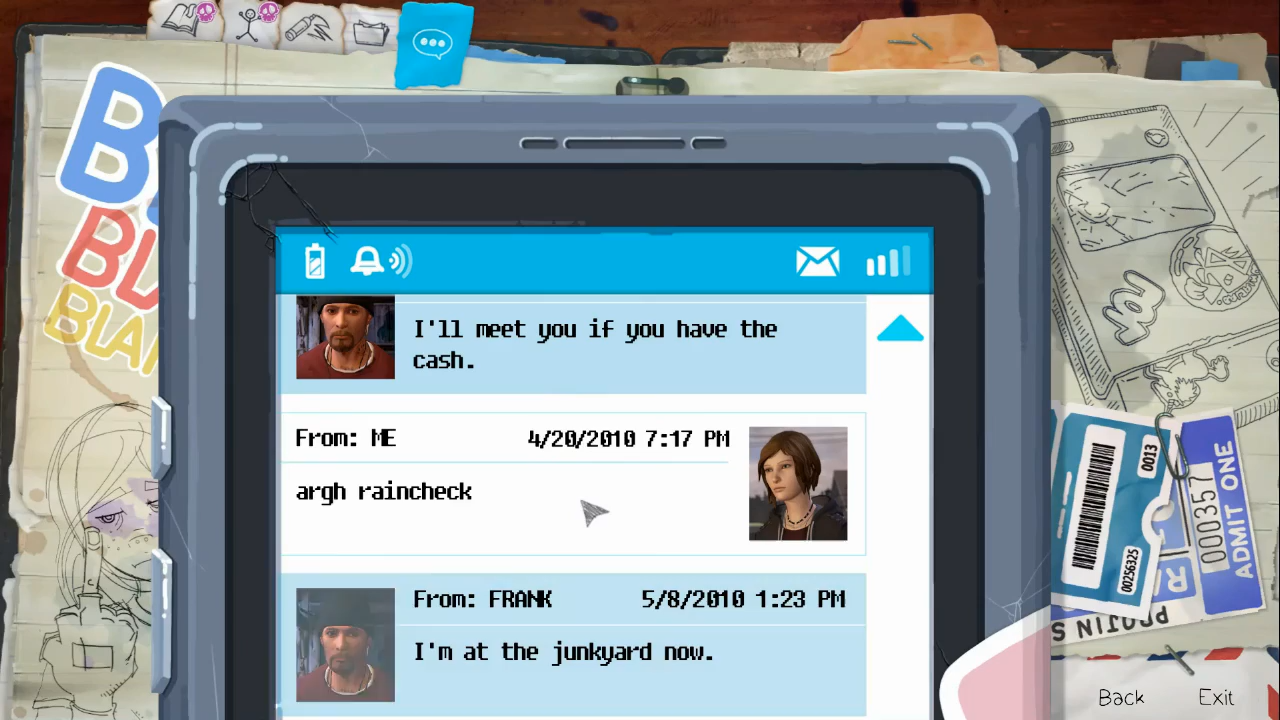 I'll meet you if you have the
cash.
From: ME
4/20/2010 7:17 PM
argh raincheck
From: FRANK
5/8/2010 1:23 PM
I'm at the junkyard now.
0013
00256325
000357
ADMIT ONE
Back
Exit